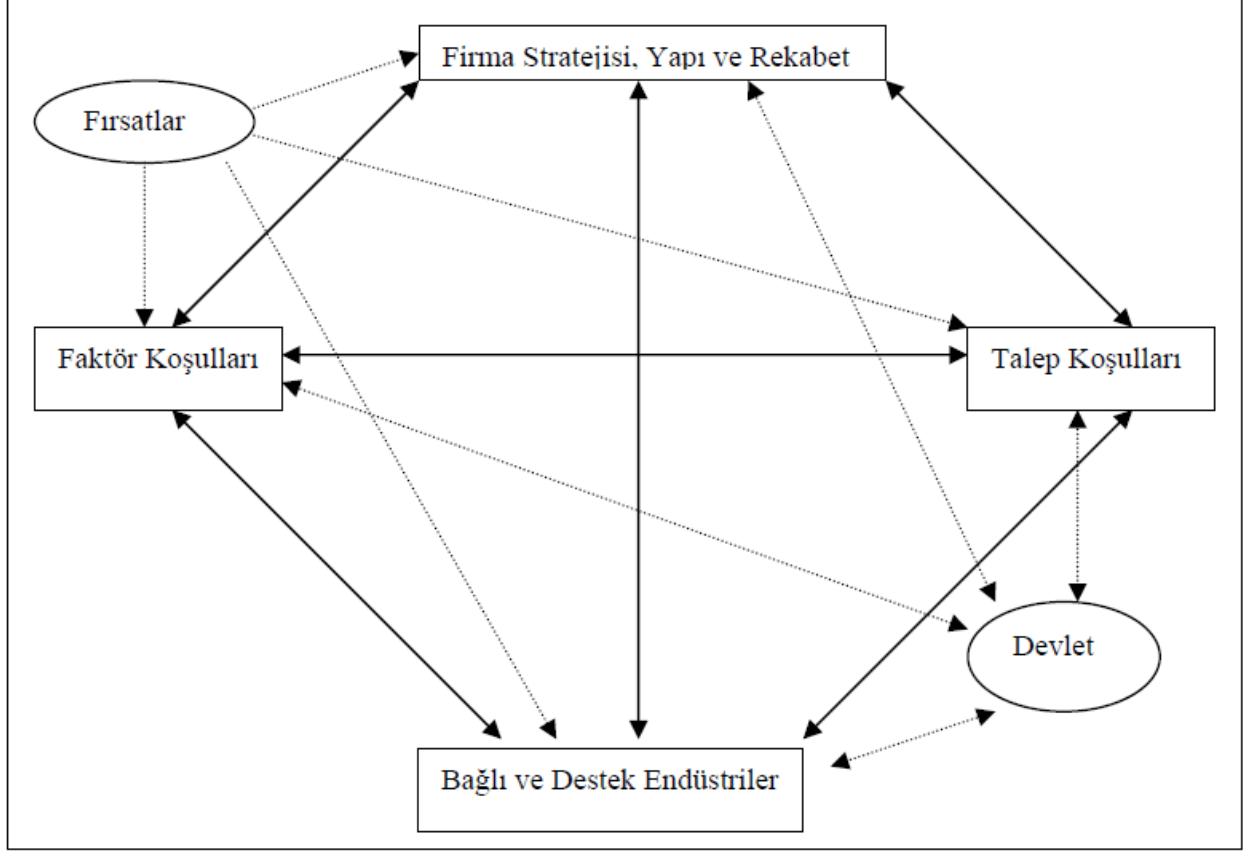 Firma Stratejisi, Yapı ve Rekabet
Fırsatlar
Faktör Koşulları
Talep Koşulları
Devlet
Bağlı ve Destek Endüstriler